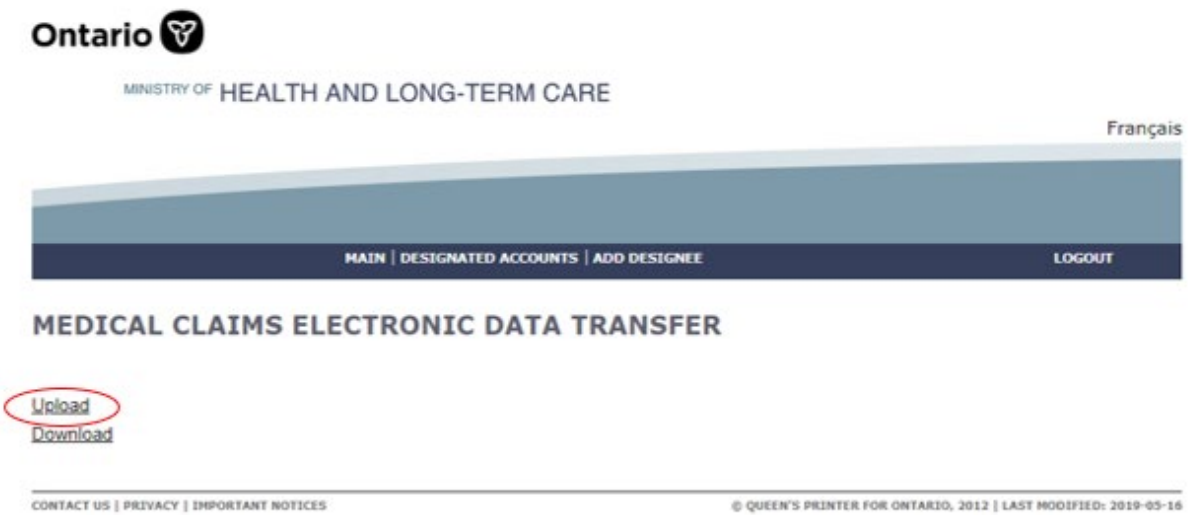 Ontario
MINISTRY OF HEALTH AND LONG-TERM CARE
Français
MAIN | DESIGNATED ACCOUNTS | ADD DESIGNEE LOGOUT
MEDICAL CLAIMS ELECTRONIC DATA TRANSFER
Upload
Download
CONTACT US | PRIVACY | IMPORTANT NOTICES © QUEEN'S PRINTER FOR ONTARIO, 2012 | LAST MODIFIED: 2019-05-16